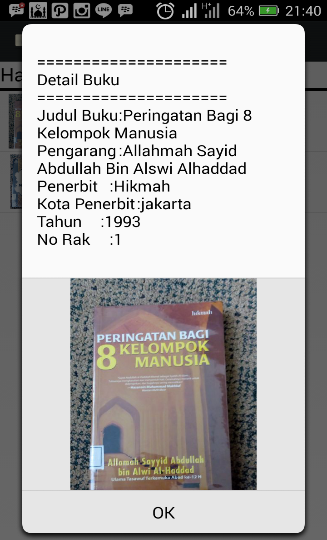 64% 21:40
Ha
======================
Detail Buku
======================
Judul Buku:Peringatan Bagi 8
Kelompok Manusia
Pengarang:Allahmah Sayid
Abdullah Bin Alswi Alhaddad
Penerbit :Hikmah
Kota Penerbit:jakarta
Tahun :1993
No Rak :1
hikmah
PERINGATAN BAGI
8 KELOMPOK
MANUSIA
Allamah Sayyid Abdullah
bin Alwi Al-Haddad
OK